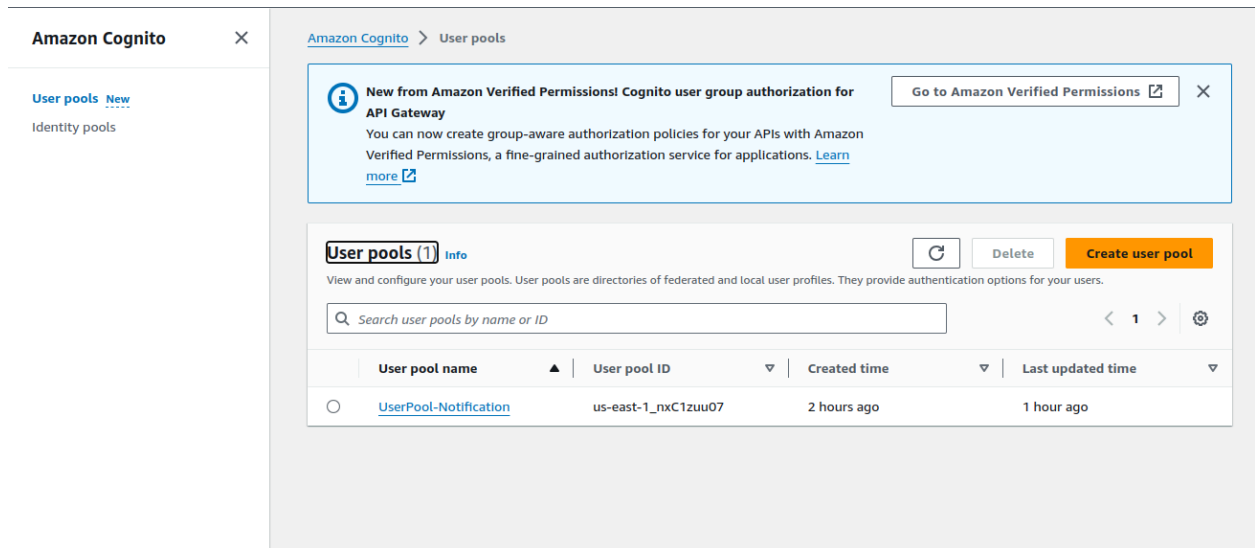 Amazon Cognito
User pools New
Identity pools
Amazon Cognito > User pools
New from Amazon Verified Permissions! Cognito user group authorization for
API Gateway
You can now create group-aware authorization policies for your APIs with Amazon
Verified Permissions, a fine-grained authorization service for applications. Learn
more
Go to Amazon Verified Permissions
User pools (1) Info
Delete
Create user pool
View and configure your user pools. User pools are directories of federated and local user profiles. They provide authentication options for your users.
Search user pools by name or ID
1
User pool name User pool ID Created time Last updated time
UserPool-Notification us-east-1_nxC1zuu07 2 hours ago 1 hour ago